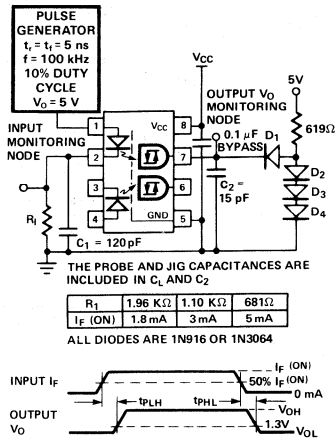 PULSE
GENERATOR
tr = tf = 5 ns
f = 100 kHz
10% DUTY
CYCLE
VO = 5 V
INPUT
MONITORING
NODE
VCC
OUTPUT VO
MONITORING
NODE
5V
619Ω
D1
D2
D3
D4
0.1 μF
BYPASS
1
2
3
4
VCC
GND
8
7
6
5
C2 =
15 pF
RI
C1 = 120 pF
THE PROBE AND JIG CAPACITANCES ARE
INCLUDED IN CL AND C2
R1 1.96 KΩ 1.10 KΩ 681Ω
IF (ON) 1.8 mA 3 mA 5 mA
ALL DIODES ARE 1N916 OR 1N3064
INPUT IF
IF (ON)
50% IF (ON)
0 mA
tPLH
tPHL
OUTPUT
VO
VOH
1.3V
VOL